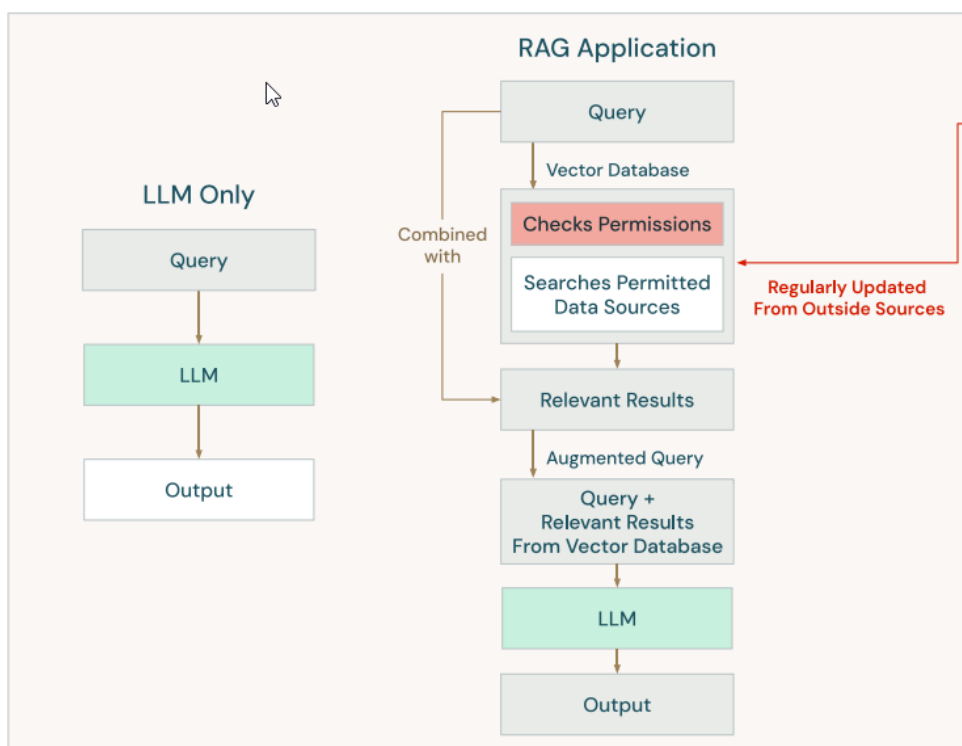 LLM Only
Query
LLM
Output
RAG Application
Query
Vector Database
Checks Permissions
Searches Permitted
Data Sources
Combined
with
Regularly Updated
From Outside Sources
Relevant Results
Augmented Query
Query +
Relevant Results
From Vector Database
LLM
Output